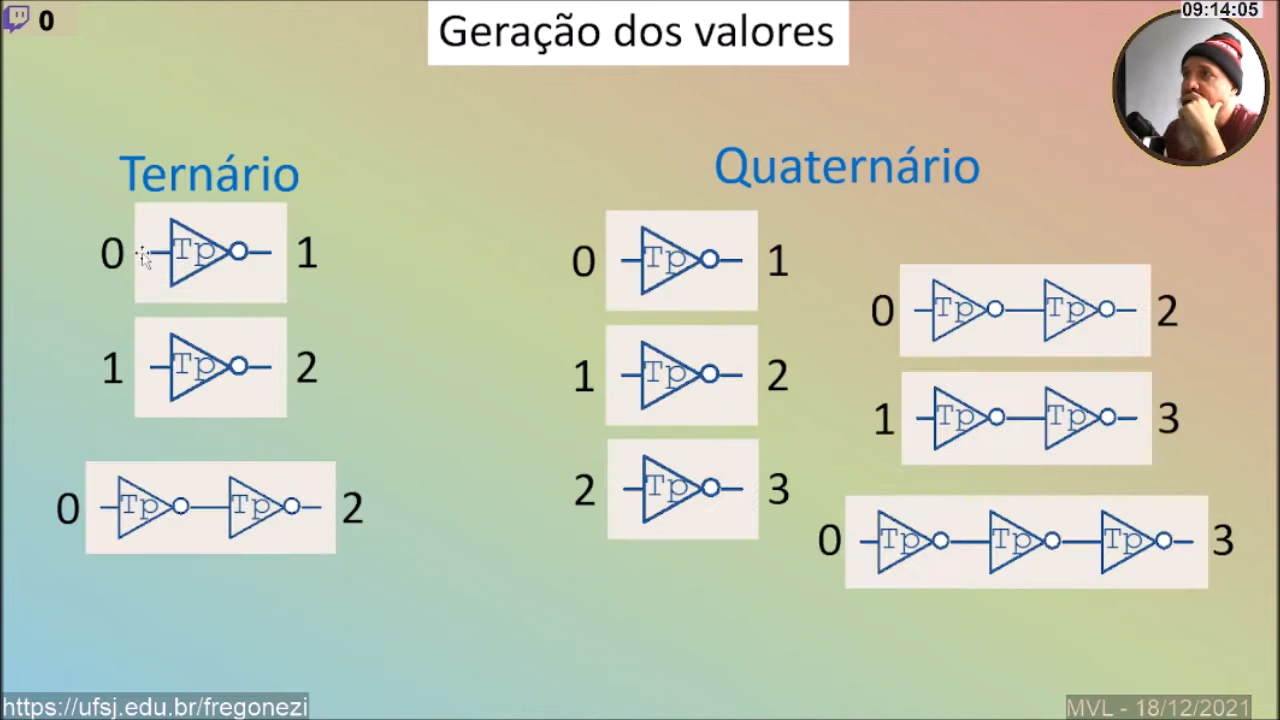 0
09:14:05
Geração dos valores
Ternário
0 Tp 1
1 Tp 2
0 Tp Tp 2
Quaternário
0 Tp 1
1 Tp 2
2 Tp 3
0 Tp Tp 2
1 Tp Tp 3
0 Tp Tp Tp 3
https://ufsj.edu.br/fregonezi
MVL - 18/12/2021